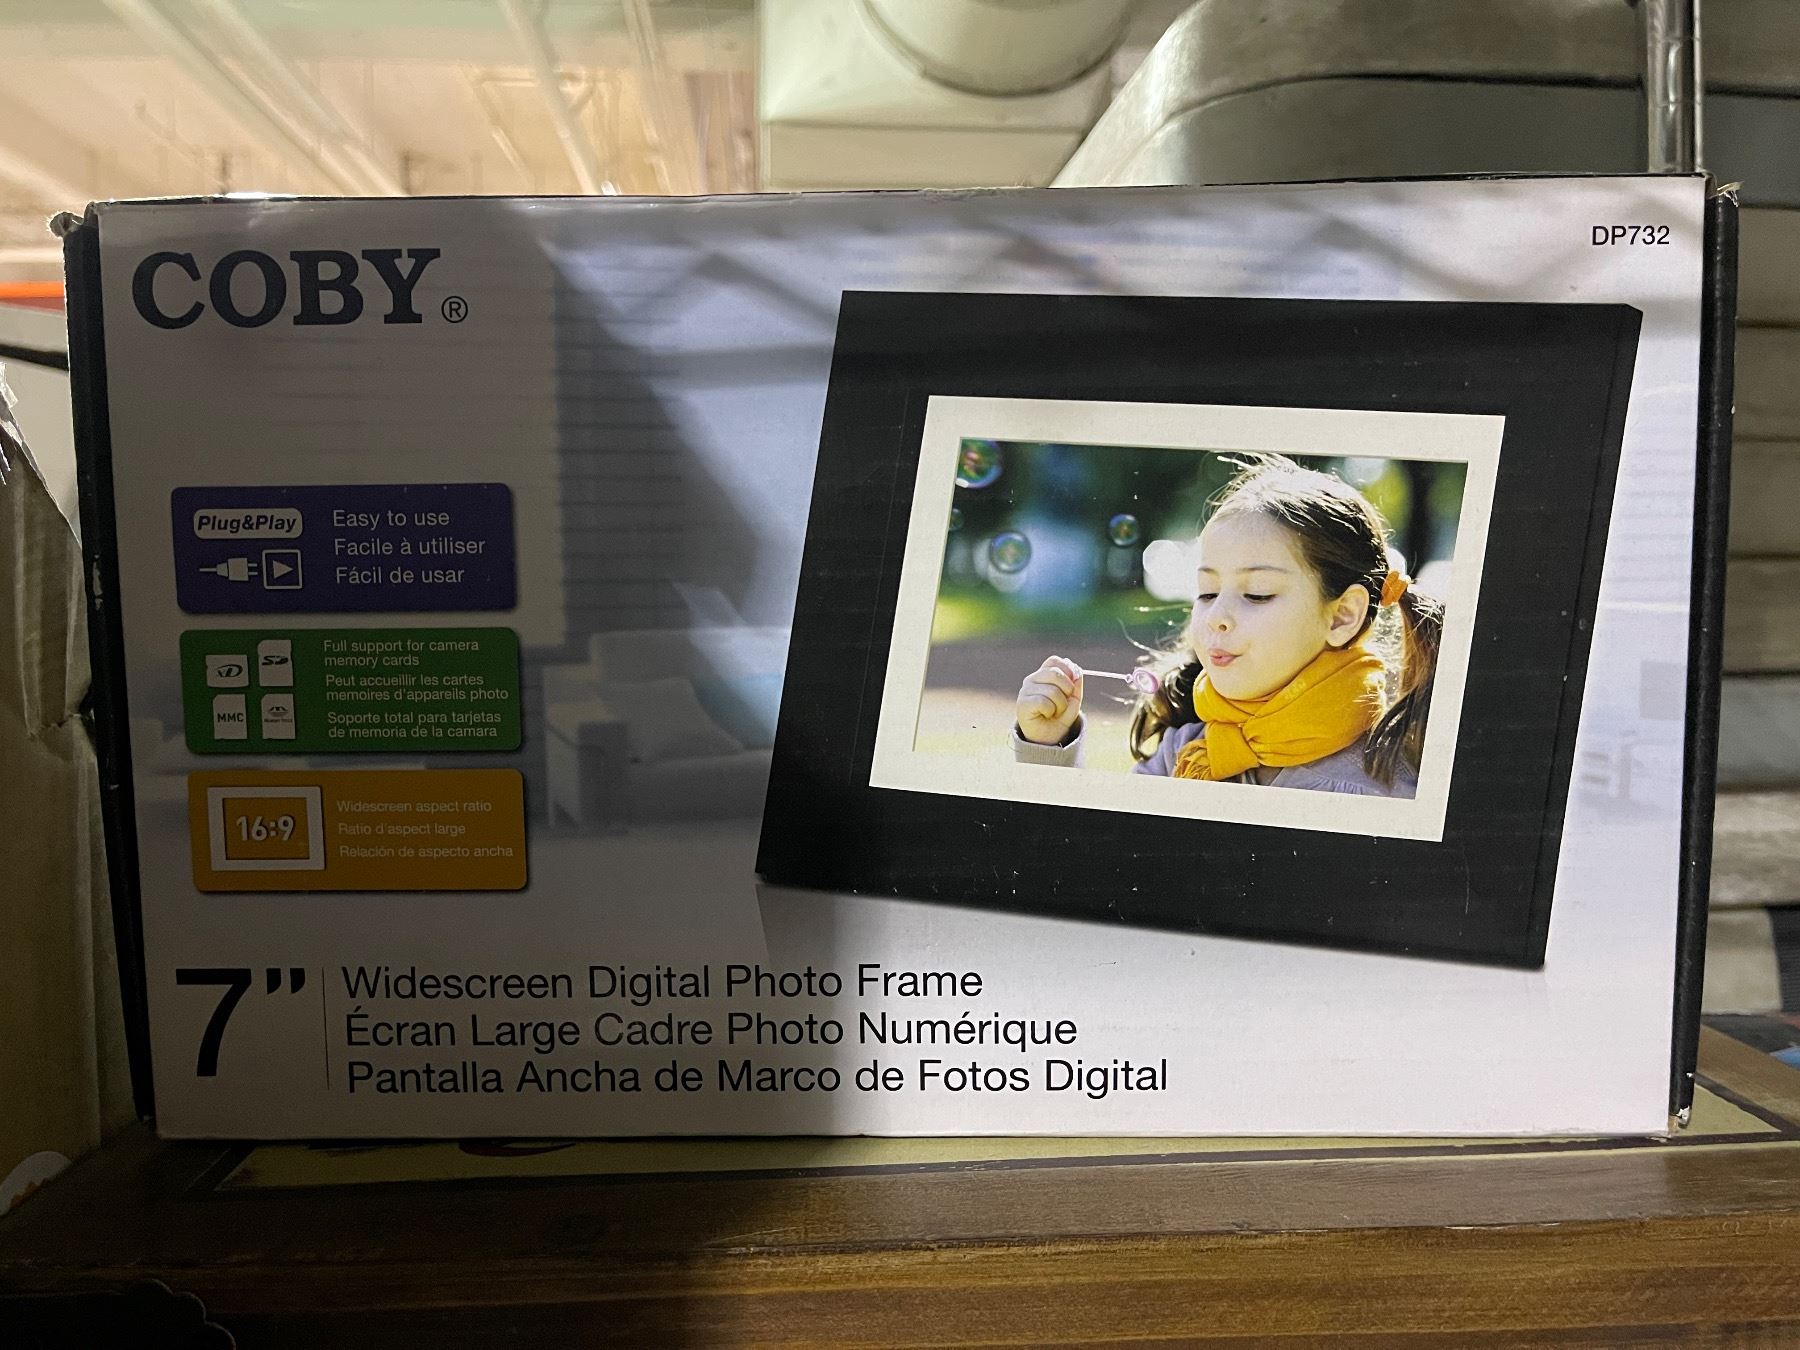 COBY®
DP732
Plug&Play
Easy to use
Facile à utiliser
Fácil de usar
xD
SD
MMC
Full support for camera
memory cards
Peut accueillir les cartes
memoires d'appareils photo
Soporte total para tarjetas
de memoria de la camara
16:9
Widescreen aspect ratio
Ratio d'aspect large
Relación de aspecto ancha
7"
Widescreen Digital Photo Frame
Écran Large Cadre Photo Numérique
Pantalla Ancha de Marco de Fotos Digital